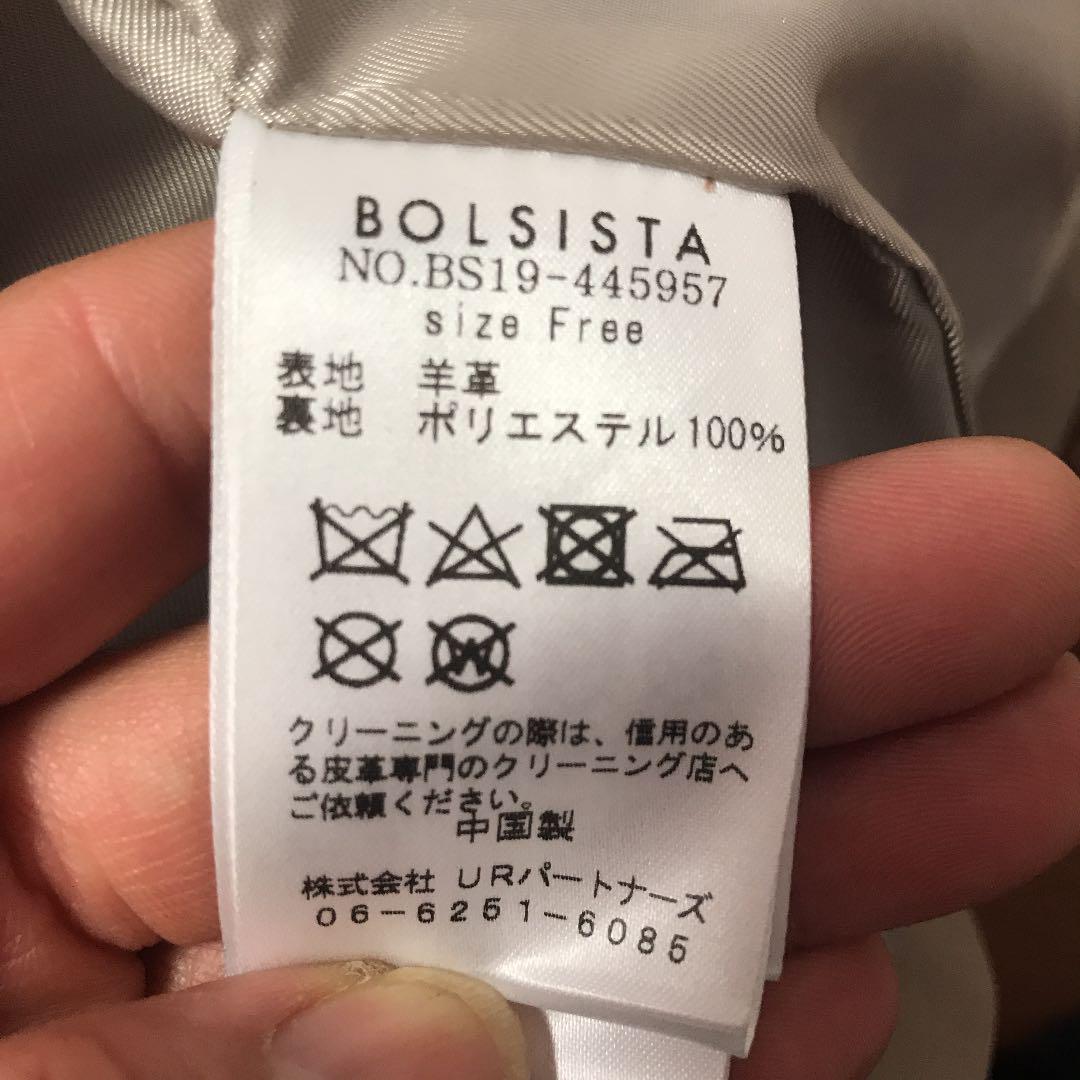 BOLSISTA
NO.BS19-445957
size Free
表地 羊革
裏地 ポリエステル100%
W
クリーニングの際は、信用のあ
る皮革専門のクリーニング店へ
ご依頼ください。
中国製
株式会社 URパートナーズ
06-6251-6085